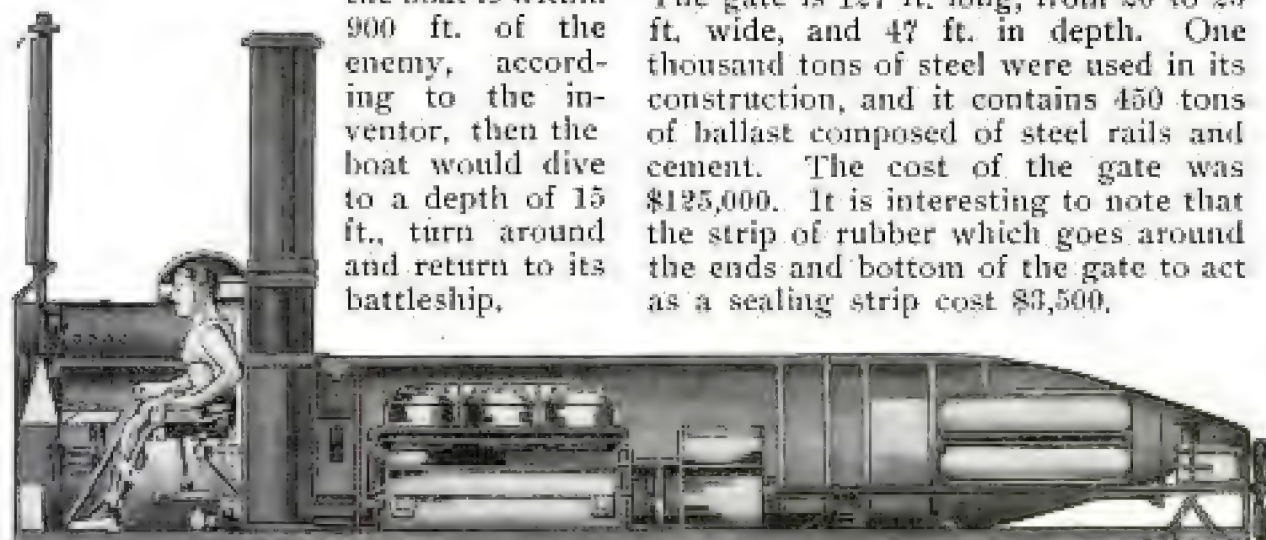 900 ft. of the
enemy, accord-
ing to the in-
ventor, then the
boat would dive
to a depth of 15
ft., turn around
and return to its
battleship.
ft. wide, and 47 ft. in depth. One
thousand tons of steel were used in its
construction, and it contains 450 tons
of ballast composed of steel rails and
cement. The cost of the gate was
$125,000. It is interesting to note that
the strip of rubber which goes around
the ends and bottom of the gate to act
as a sealing strip cost $3,500.